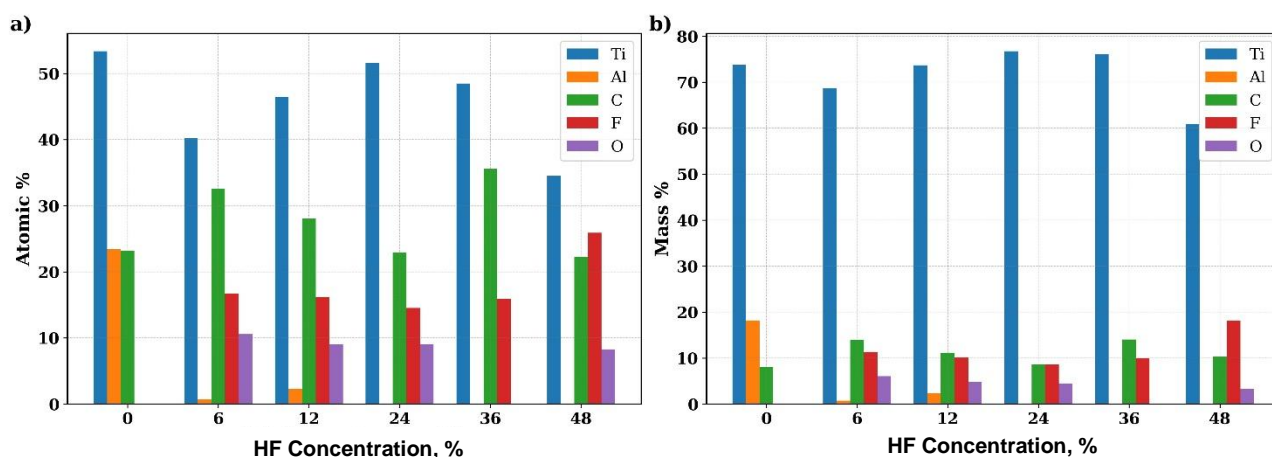 a)
Atomic %
50
40
30
20
10
0
Ti
Al
C
F
O
0 6 12 24 36 48
HF Concentration, %
b)
Mass %
80
70
60
50
40
30
20
10
0
Ti
Al
C
F
O
0 6 12 24 36 48
HF Concentration, %